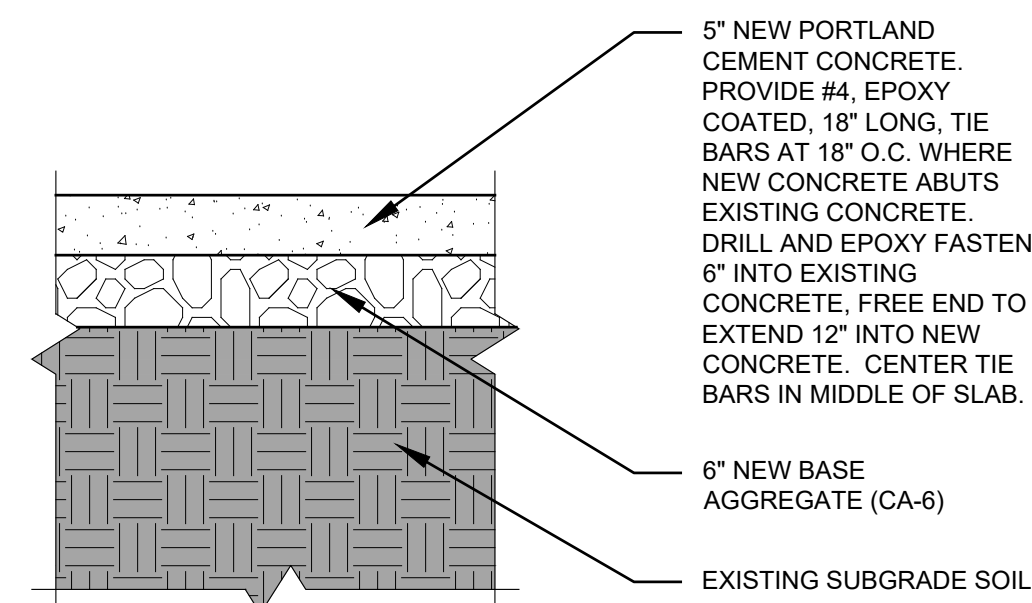 5" NEW PORTLAND
CEMENT CONCRETE.
PROVIDE #4, EPOXY
COATED, 18" LONG, TIE
BARS AT 18" O.C. WHERE
NEW CONCRETE ABUTS
EXISTING CONCRETE.
DRILL AND EPOXY FASTEN
6" INTO EXISTING
CONCRETE, FREE END TO
EXTEND 12" INTO NEW
CONCRETE. CENTER TIE
BARS IN MIDDLE OF SLAB.
6" NEW BASE
AGGREGATE (CA-6)
EXISTING SUBGRADE SOIL